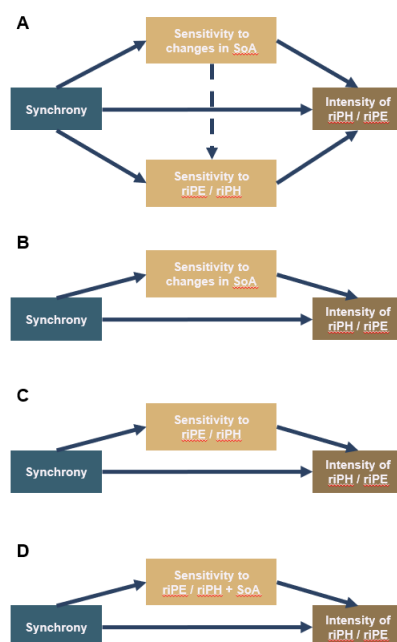 A
Sensitivity to
changes in SoA
Synchrony
Intensity of
riPH / riPE
Sensitivity to
riPE / riPH
B
Sensitivity to
changes in SoA
Synchrony
Intensity of
riPH / riPE
C
Sensitivity to
riPE / riPH
Synchrony
Intensity of
riPH / riPE
D
Sensitivity to
riPE / riPH + SoA
Synchrony
Intensity of
riPH / riPE